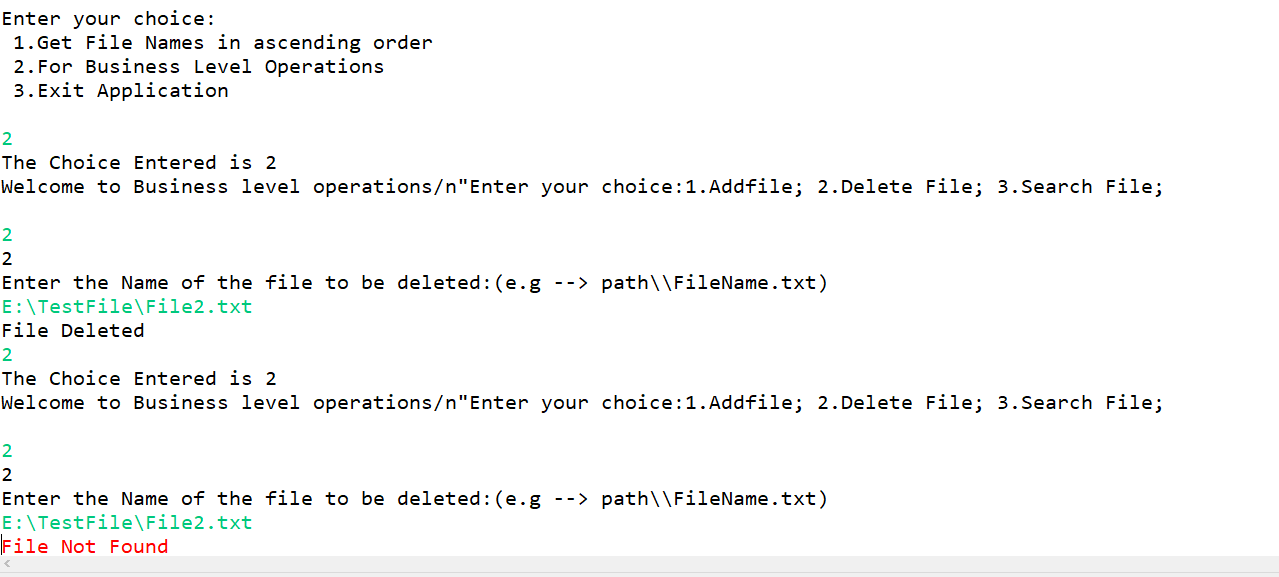 Enter your choice:
1.Get File Names in ascending order
2.For Business Level Operations
3.Exit Application
2
The Choice Entered is 2
Welcome to Business level operations/n"Enter your choice:1.Addfile; 2.Delete File; 3.Search File;
2
2
Enter the Name of the file to be deleted:(e.g --> path\\FileName.txt)
E:\TestFile\File2.txt
File Deleted
2
The Choice Entered is 2
Welcome to Business level operations/n"Enter your choice:1.Addfile; 2.Delete File; 3.Search File;
2
2
Enter the Name of the file to be deleted:(e.g --> path\\FileName.txt)
E:\TestFile\File2.txt
File Not Found